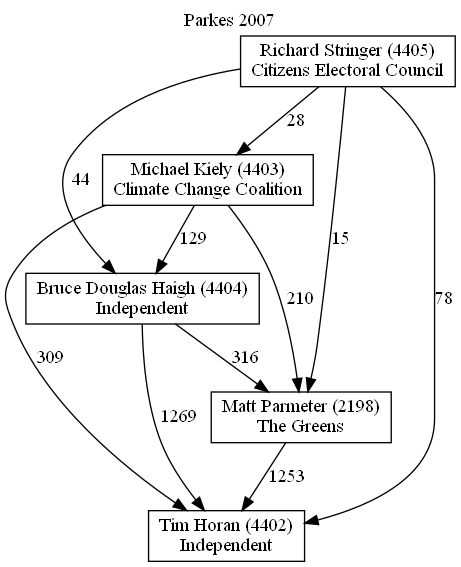 Parkes 2007
Richard Stringer (4405)
Citizens Electoral Council
28
Michael Kiely (4403)
Climate Change Coalition
44
129
15
Bruce Douglas Haigh (4404)
Independent
210
78
309
316
Matt Parmeter (2198)
The Greens
1269
1253
Tim Horan (4402)
Independent